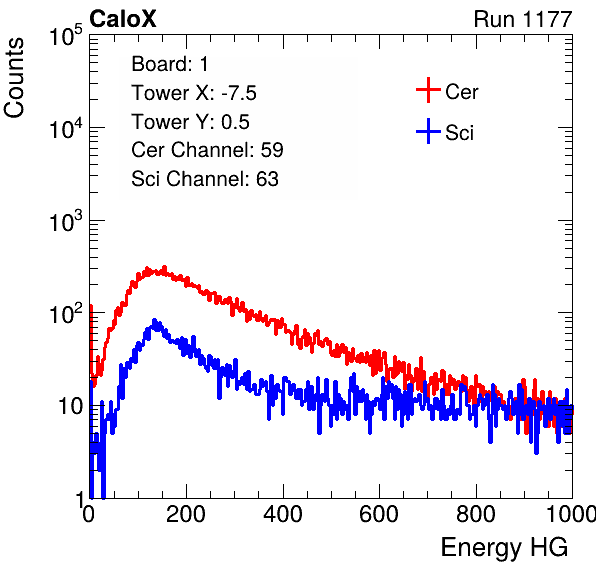 CaloX Run 1177
Counts
Board: 1
Tower X: -7.5
Tower Y: 0.5
Cer Channel: 59
Sci Channel: 63
Cer
Sci
10^5
10^4
10^3
10^2
10
1
0 200 400 600 800 1000
Energy HG